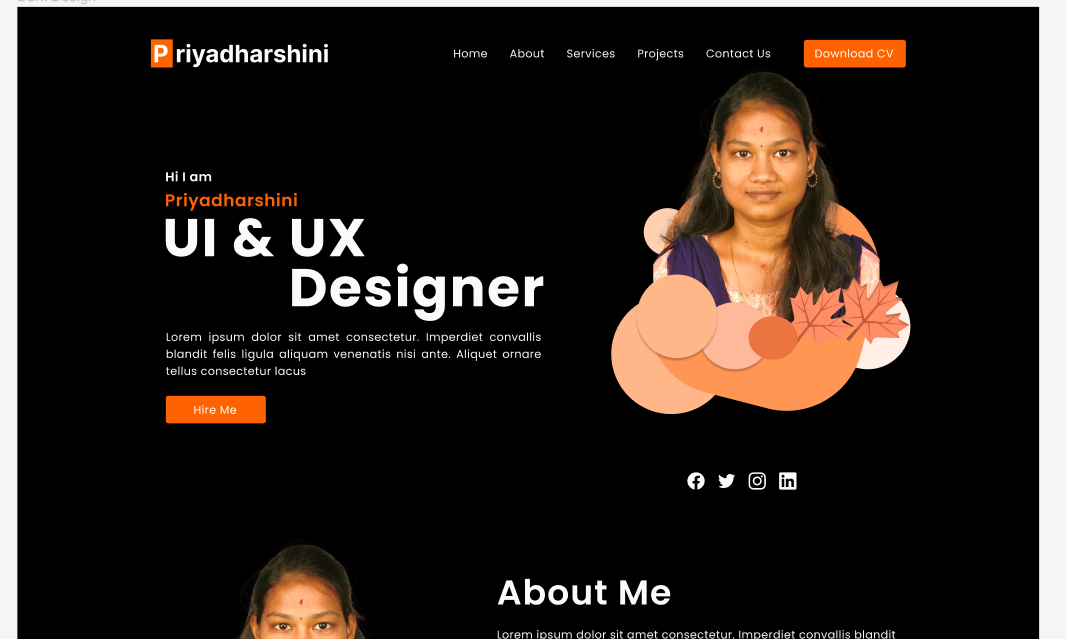 Priyadharshini
Home About Services Projects Contact Us Download CV
Hi I am
Priyadharshini
UI & UX
Designer
Lorem ipsum dolor sit amet consectetur. Imperdiet convallis
blandit felis ligula aliquam venenatis nisi ante. Aliquet ornare
tellus consectetur lacus
Hire Me
About Me
Lorem ipsum dolor sit amet consectetur. Imperdiet convallis blandit